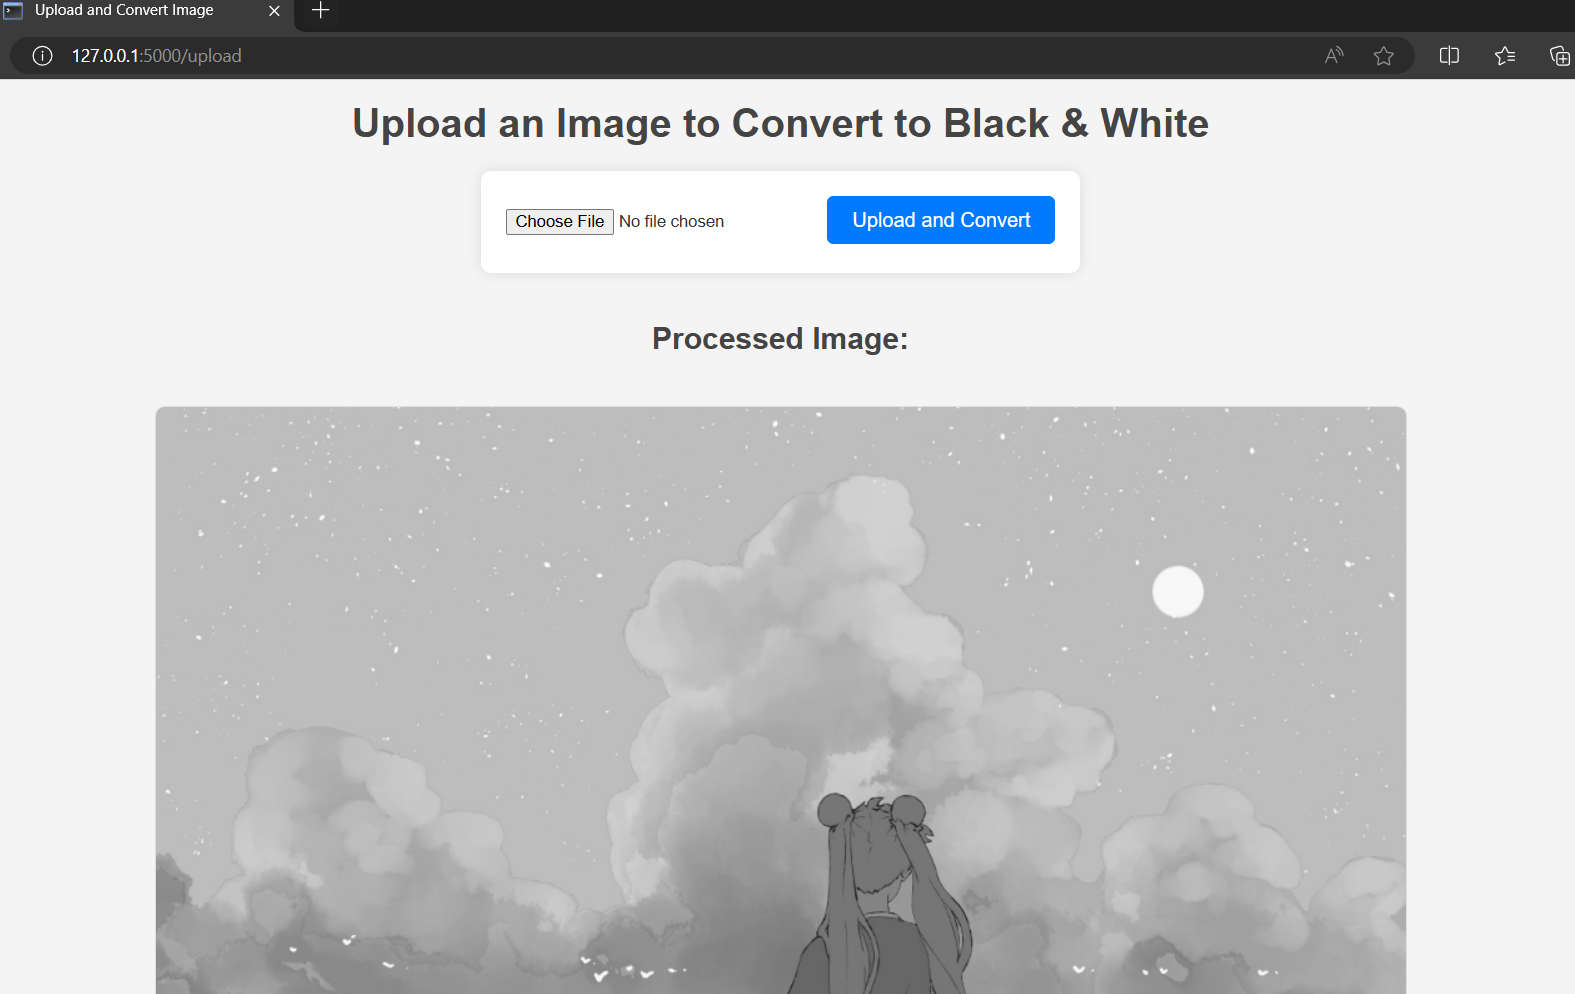 Upload and Convert Image
127.0.0.1:5000/upload
Upload an Image to Convert to Black & White
Choose File No file chosen
Upload and Convert
Processed Image: